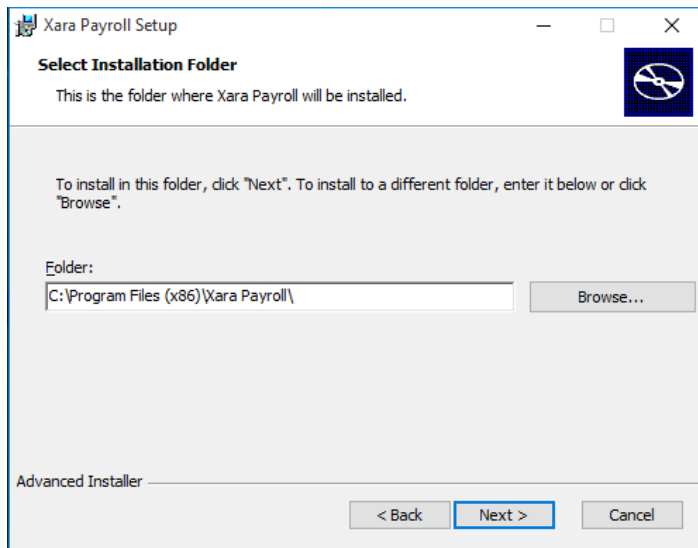 Xara Payroll Setup
Select Installation Folder
This is the folder where Xara Payroll will be installed.
To install in this folder, click "Next". To install to a different folder, enter it below or click
"Browse".
Folder:
C:\Program Files (x86)\Xara Payroll\
Browse...
Advanced Installer
< Back
Next >
Cancel